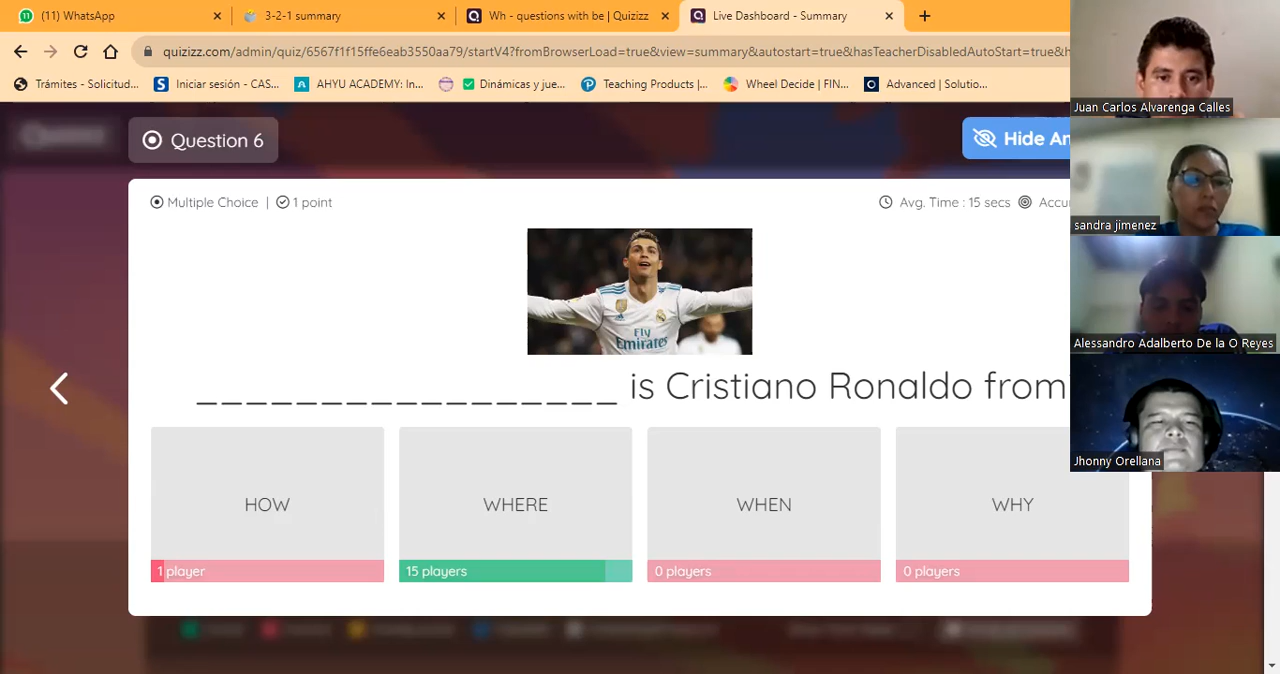 (11) WhatsApp
3-2-1 summary
Wh - questions with be | Quizizz
Live Dashboard - Summary
quizizz.com/admin/quiz/6567f1f15ffe6eab3550aa79/startV4?fromBrowserLoad=true&view=summary&autostart=true&hasTeacherDisabledAutoStart=true&
Trámites - Solicitud...
Iniciar sesión - CAS...
AHYU ACADEMY: In...
Dinámicas y jue...
Teaching Products |...
Wheel Decide | FIN...
Advanced | Solutio...
Juan Carlos Alvarenga Calles
Question 6
Hide
Multiple Choice | 1 point
Avg. Time : 15 secs
sandra jimenez
Fly
Emirates
_________________ is Cristiano Ronaldo from
Alessandro Adalberto De la O Reyes
Jhonny Orellana
HOW
WHERE
WHEN
WHY
1 player
15 players
0 players
0 players